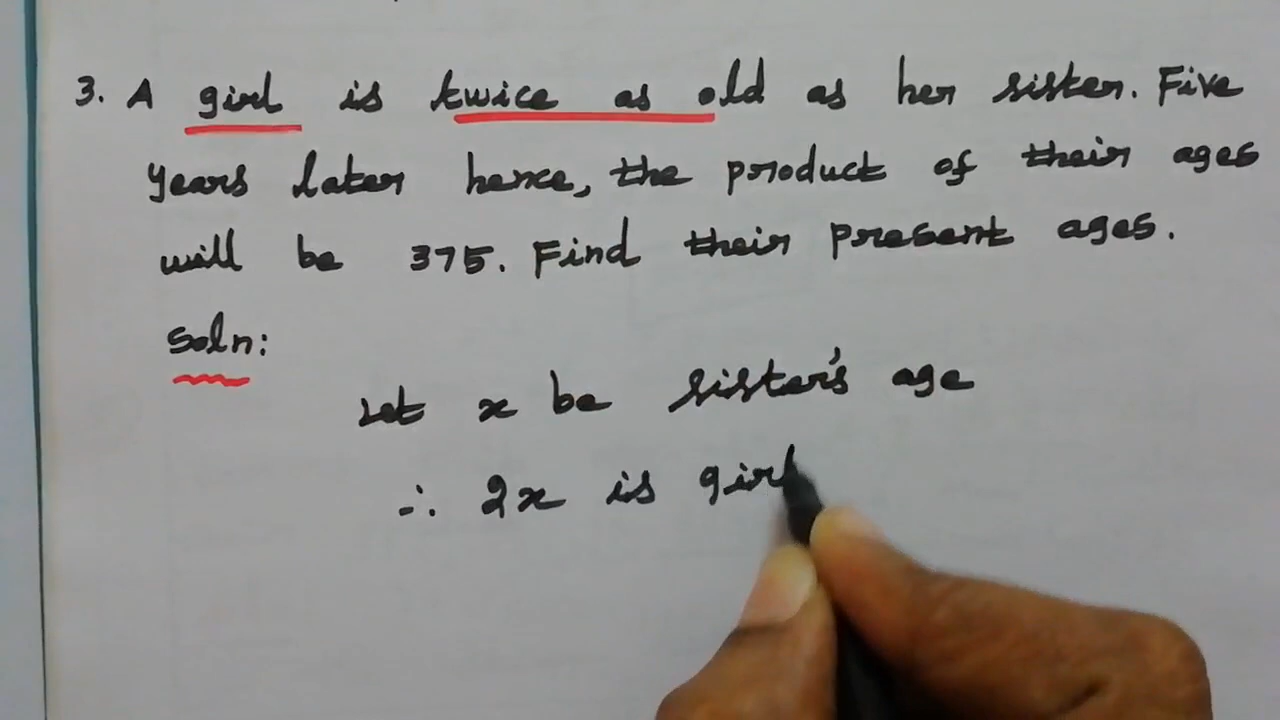 3. A girl is twice as old as her sister. Five
years later hence, the product of their ages
will be 375. Find their present ages.
Soln:
Let x be sister's age
∴ 2x is girl